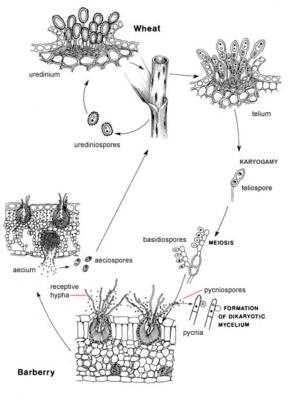 Wheat
uredinium
telium
urediniospores
KARYOGAMY
teliospore
basidiospores
MEIOSIS
aeciospores
aecium
receptive
hypha
pycniospores
FORMATION
OF DIKARYOTIC
MYCELIUM
pycnia
Barberry